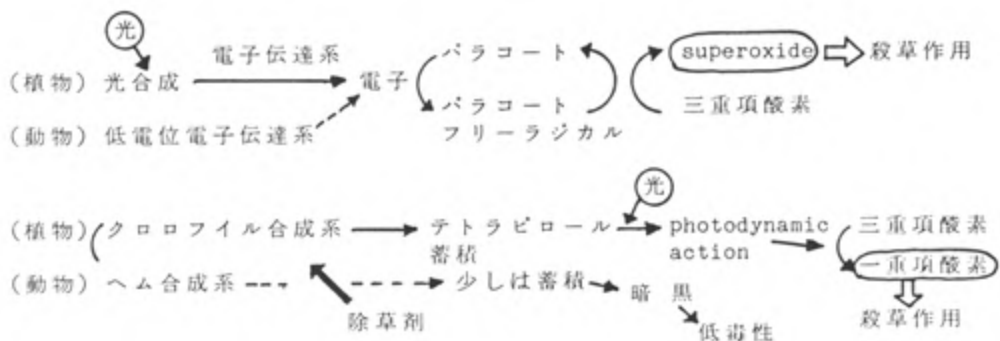 光
(植物) 光合成 電子伝達系 電子 パラコート superoxide 殺草作用
(動物) 低電位電子伝達系 パラコート 三重項酸素
フリーラジカル
光
(植物) クロロフイル合成系 テトラピロール photodynamic 三重項酸素
蓄積 action
(動物) ヘム合成系 少しは蓄積 暗黒 一重項酸素
除草剤 低毒性 殺草作用